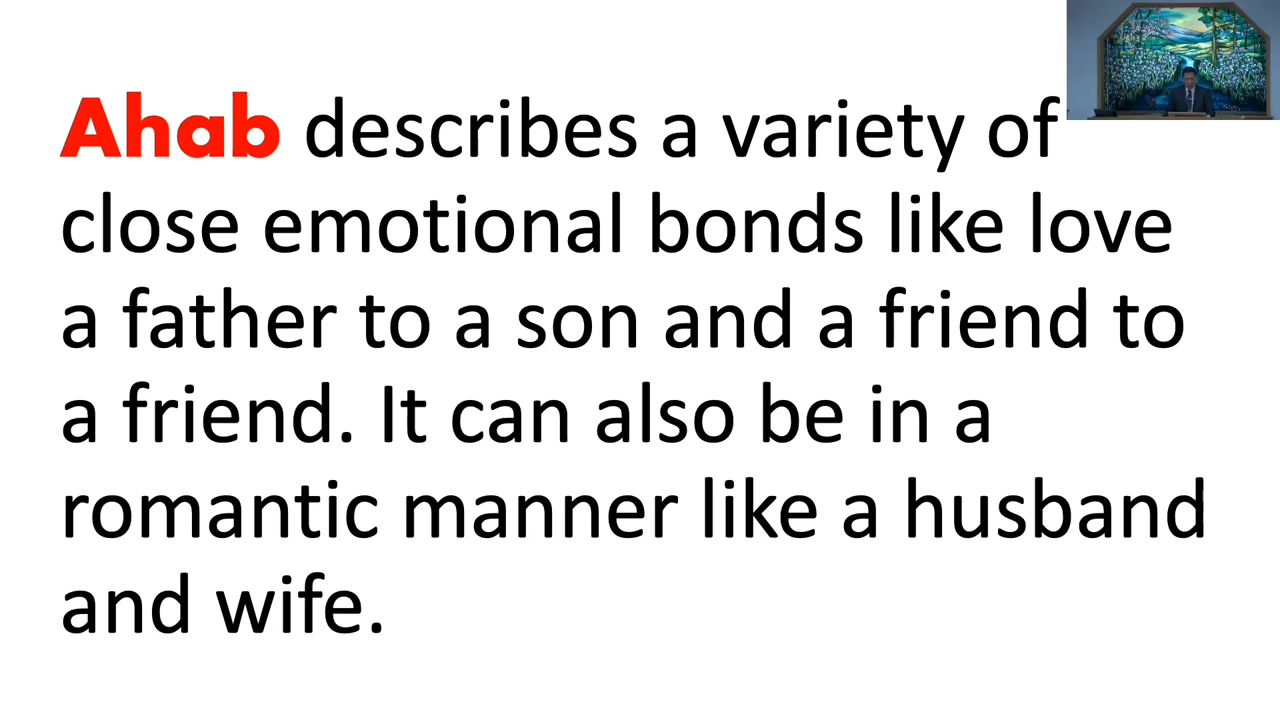 Ahab describes a variety of
close emotional bonds like love
a father to a son and a friend to
a friend. It can also be in a
romantic manner like a husband
and wife.